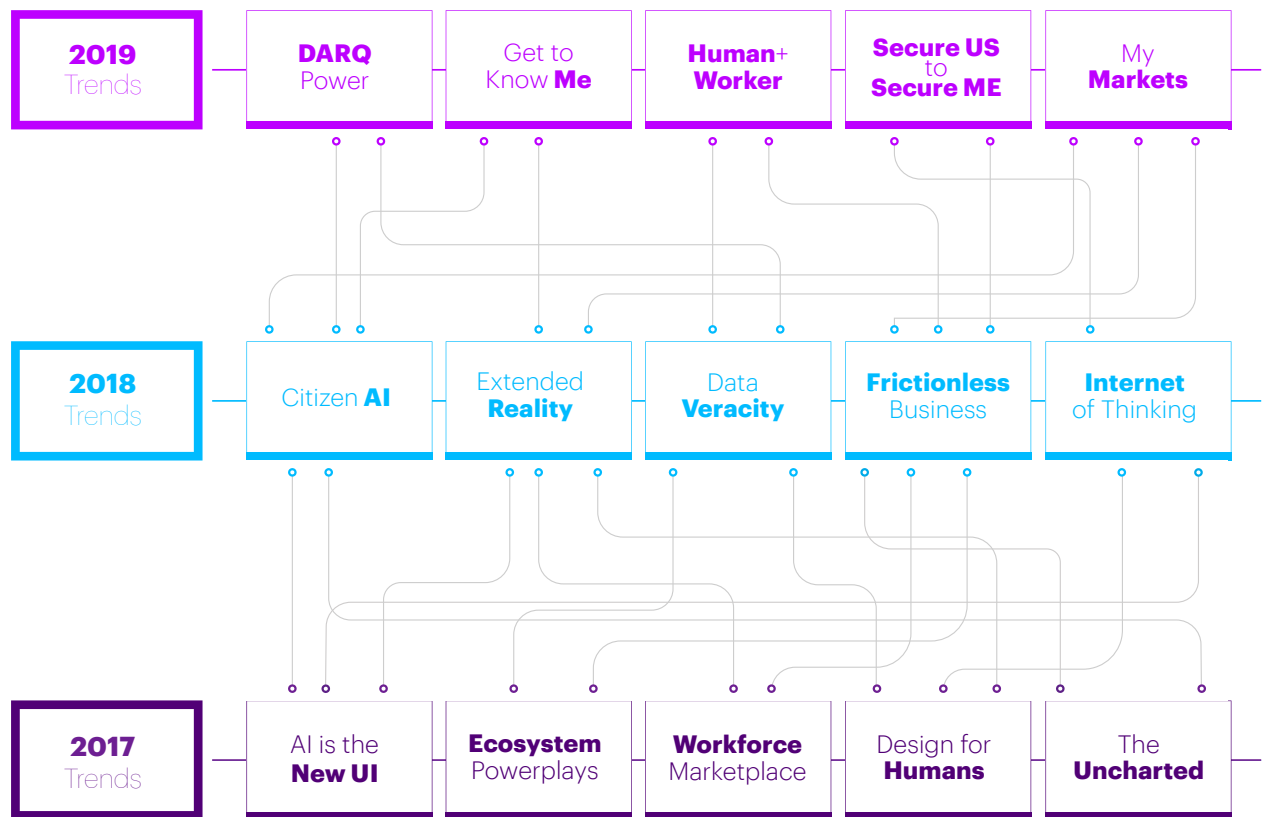 2019
Trends
DARQ
Power
Get to
Know Me
Human+
Worker
Secure US
to
Secure ME
My
Markets
2018
Trends
Citizen AI
Extended
Reality
Data
Veracity
Frictionless
Business
Internet
of Thinking
2017
Trends
AI is the
New UI
Ecosystem
Powerplays
Workforce
Marketplace
Design for
Humans
The
Uncharted